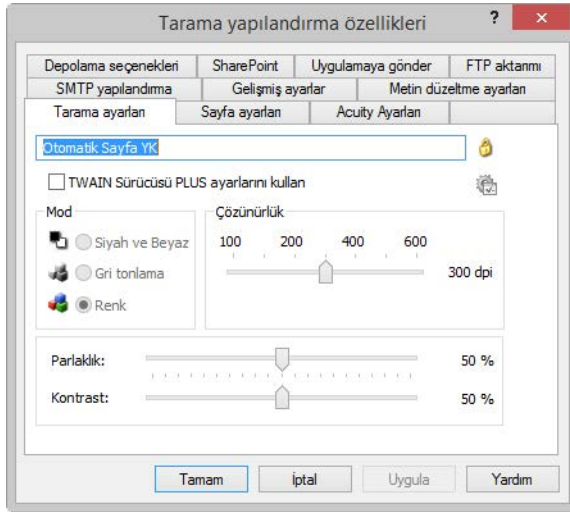 Tarama yapılandırma özellikleri ?
Depolama seçenekleri SharePoint Uygulamaya gönder FTP aktarımı
SMTP yapılandırma Gelişmiş ayarlar Metin düzeltme ayarları
Tarama ayarları Sayfa ayarları Acuity Ayarları
Otomatik Sayfa YK
TWAIN Sürücüsü PLUS ayarlarını kullan
Mod Çözünürlük
Siyah ve Beyaz 100 200 400 600
Gri tonlama 300 dpi
Renk
Parlaklık: 50 %
Kontrast: 50 %
Tamam İptal Uygula Yardım